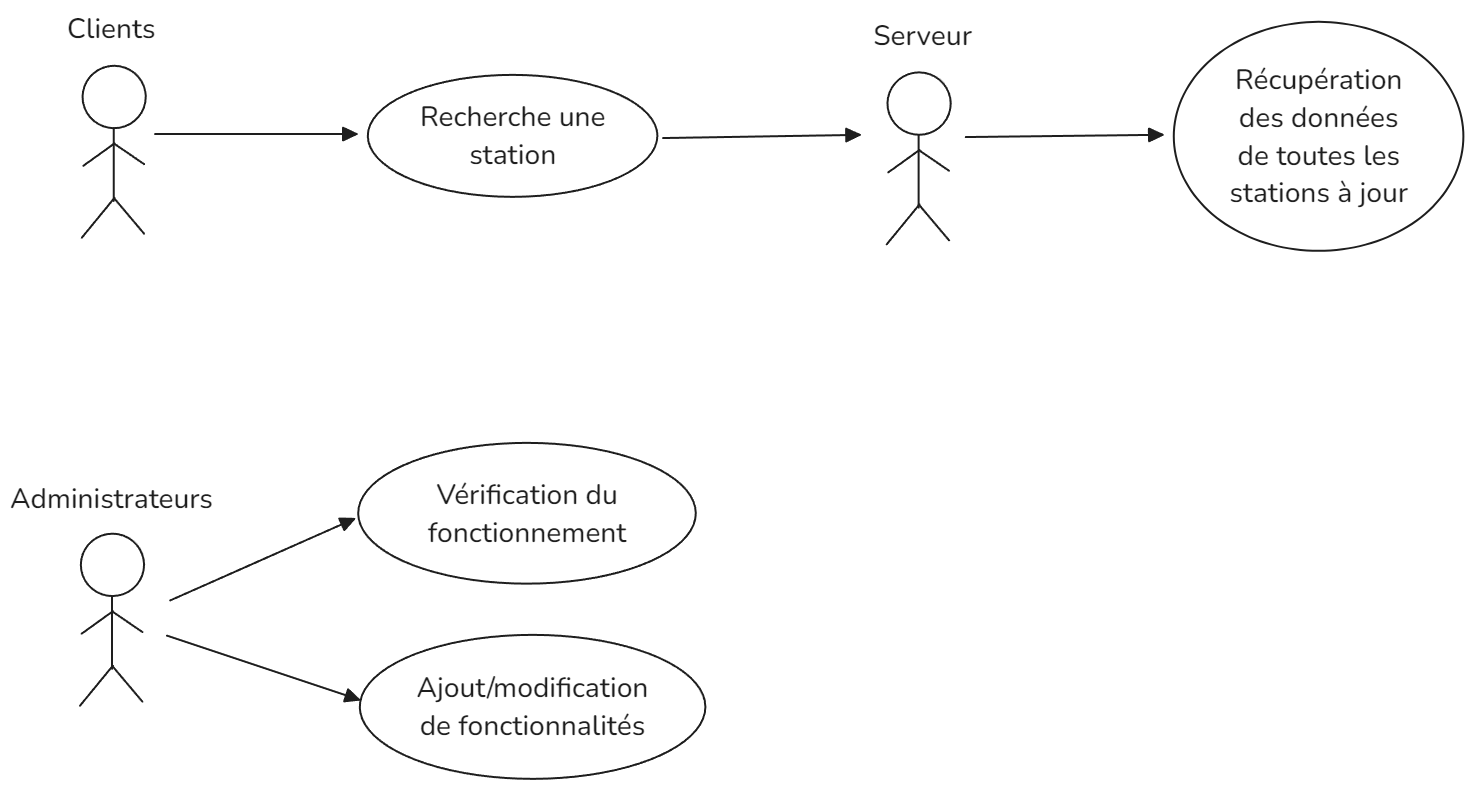 Clients
Serveur
Recherche une
station
Récupération
des données
de toutes les
stations à jour
Administrateurs
Vérification du
fonctionnement
Ajout/modification
de fonctionnalités